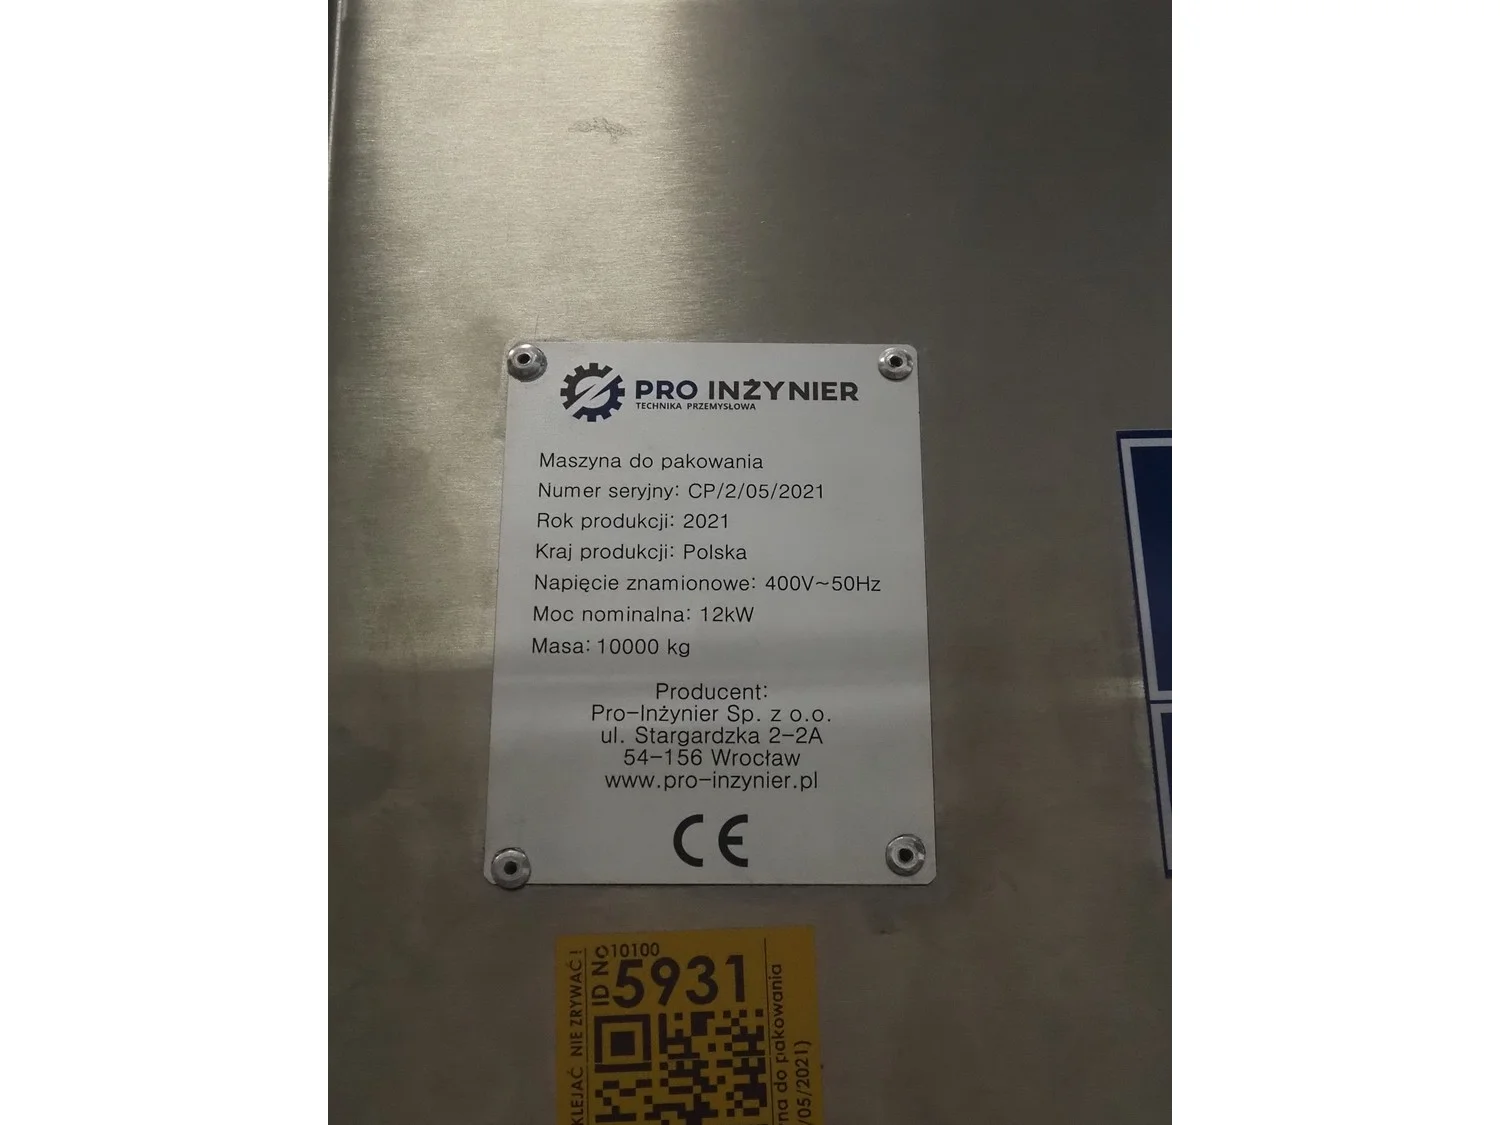 PRO INŻYNIER
TECHNIKA PRZEMYSŁOWA
Maszyna do pakowania
Numer seryjny: CP/2/05/2021
Rok produkcji: 2021
Kraj produkcji: Polska
Napięcie znamionowe: 400V~50Hz
Moc nominalna: 12kW
Masa: 10000 kg
Producent:
Pro-Inżynier Sp. z o.o.
ul. Stargardzka 2-2A
54-156 Wrocław
www.pro-inzynier.pl
CE
NIE ZRYWAĆ!
ID No
10100
5931
do pakowania
/05/2021)